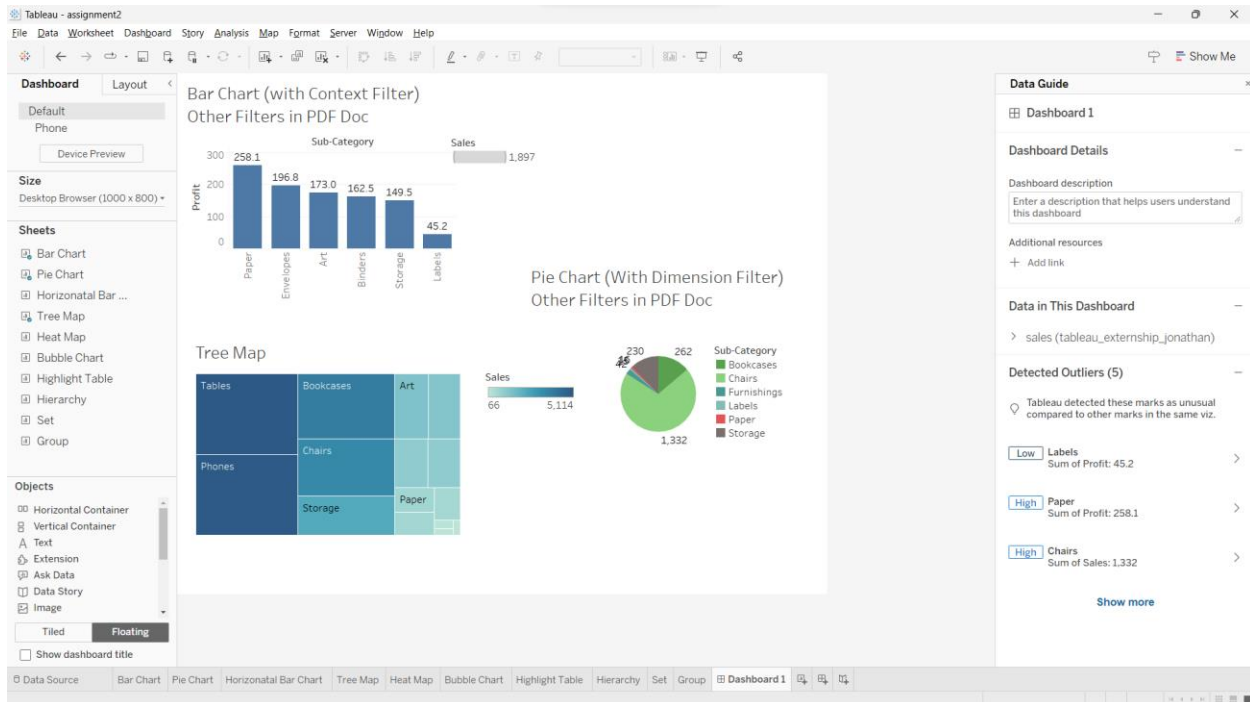 Tableau - assignment2
File Data Worksheet Dashboard Story Analysis Map Format Server Window Help
Show Me
Dashboard Layout
Default
Phone
Device Preview
Size
Desktop Browser (1000 x 800)
Sheets
Bar Chart
Pie Chart
Horizonatal Bar ...
Tree Map
Heat Map
Bubble Chart
Highlight Table
Hierarchy
Set
Group
Objects
Horizontal Container
Vertical Container
Text
Extension
Ask Data
Data Story
Image
Tiled Floating
Show dashboard title
Bar Chart (with Context Filter)
Other Filters in PDF Doc
Sub-Category
Profit
300
200
100
0
258.1
196.8
173.0
162.5
149.5
45.2
Paper
Envelopes
Art
Binders
Storage
Labels
Sales
1,897
Pie Chart (With Dimension Filter)
Other Filters in PDF Doc
230
262
42
1,332
Sub-Category
Bookcases
Chairs
Furnishings
Labels
Paper
Storage
Tree Map
Tables
Bookcases
Art
Chairs
Phones
Storage
Paper
Sales
66 5,114
Data Guide
Dashboard 1
Dashboard Details
Dashboard description
Enter a description that helps users understand
this dashboard
Additional resources
Add link
Data in This Dashboard
sales (tableau_externship_jonathan)
Detected Outliers (5)
Tableau detected these marks as unusual
compared to other marks in the same viz.
Low Labels
Sum of Profit: 45.2
High Paper
Sum of Profit: 258.1
High Chairs
Sum of Sales: 1,332
Show more
Data Source Bar Chart Pie Chart Horizonatal Bar Chart Tree Map Heat Map Bubble Chart Highlight Table Hierarchy Set Group Dashboard 1